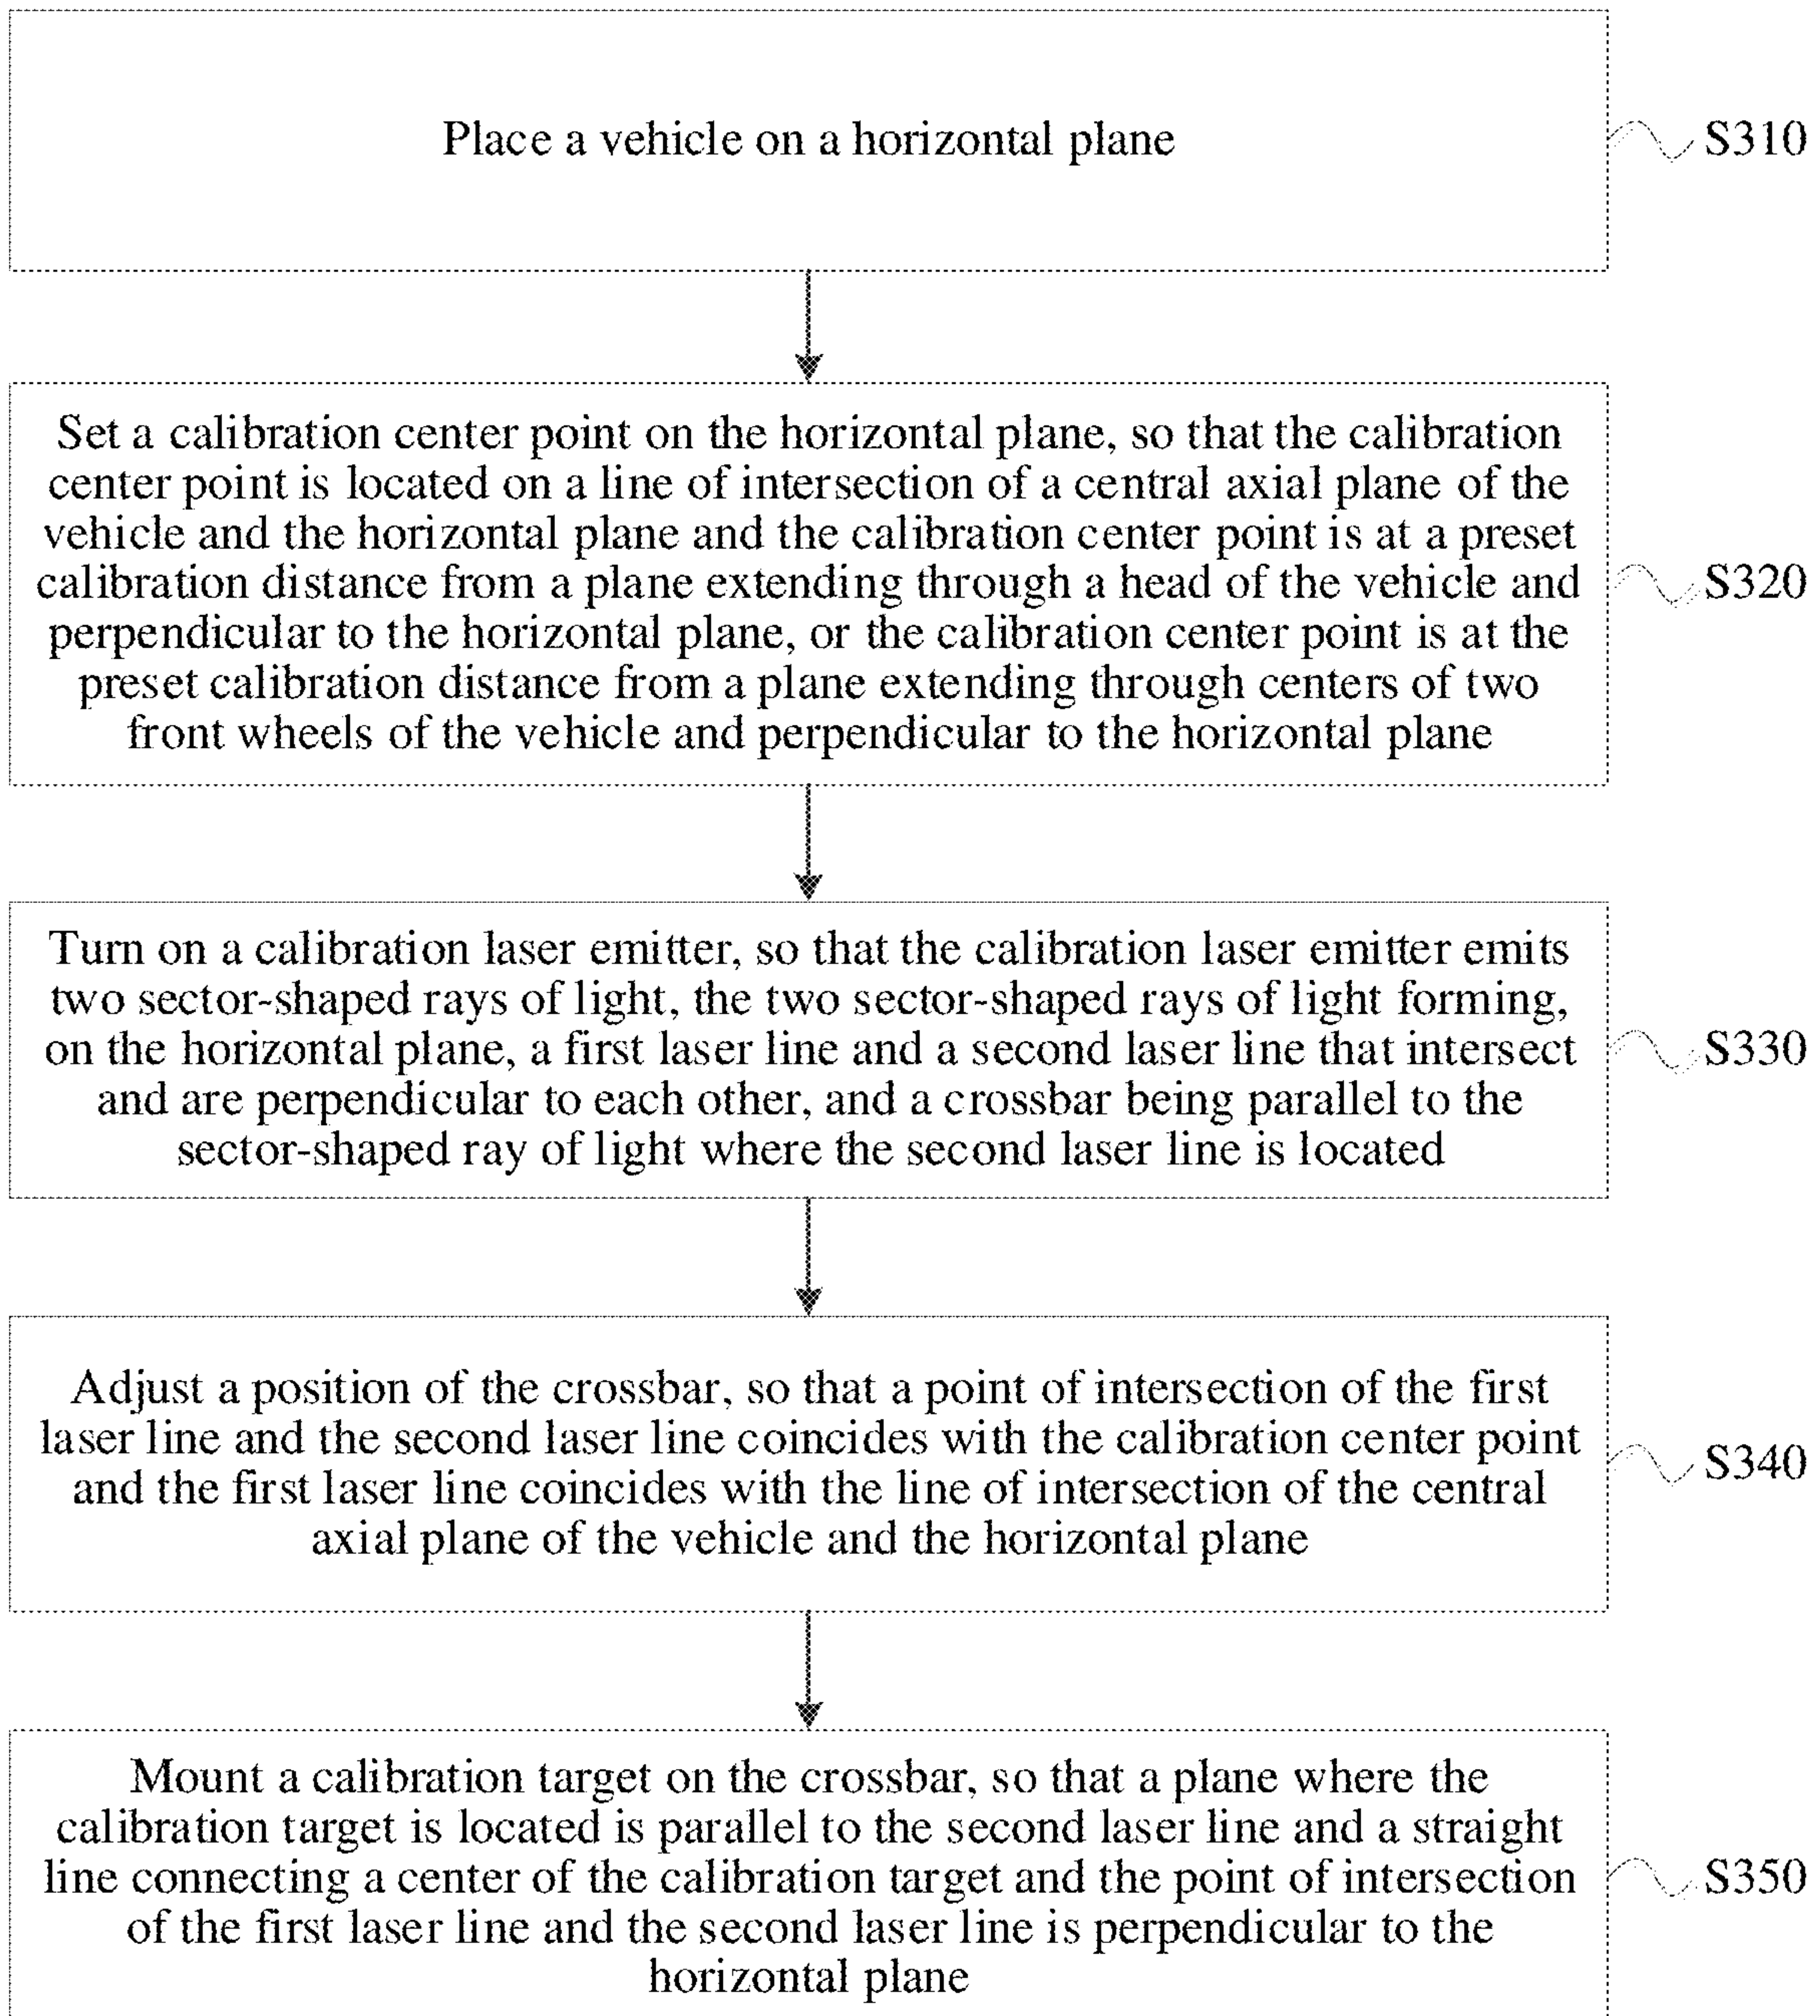 Place a vehicle on a horizontal plane
S310
Set a calibration center point on the horizontal plane, so that the calibration
center point is located on a line of intersection of a central axial plane of the
vehicle and the horizontal plane and the calibration center point is at a preset
calibration distance from a plane extending through a head of the vehicle and
perpendicular to the horizontal plane, or the calibration center point is at the
preset calibration distance from a plane extending through centers of two
front wheels of the vehicle and perpendicular to the horizontal plane
S320
Turn on a calibration laser emitter, so that the calibration laser emitter emits
two sector-shaped rays of light, the two sector-shaped rays of light forming,
on the horizontal plane, a first laser line and a second laser line that intersect
and are perpendicular to each other, and a crossbar being parallel to the
sector-shaped ray of light where the second laser line is located
S330
Adjust a position of the crossbar, so that a point of intersection of the first
laser line and the second laser line coincides with the calibration center point
and the first laser line coincides with the line of intersection of the central
axial plane of the vehicle and the horizontal plane
S340
Mount a calibration target on the crossbar, so that a plane where the
calibration target is located is parallel to the second laser line and a straight
line connecting a center of the calibration target and the point of intersection
of the first laser line and the second laser line is perpendicular to the
horizontal plane
S350